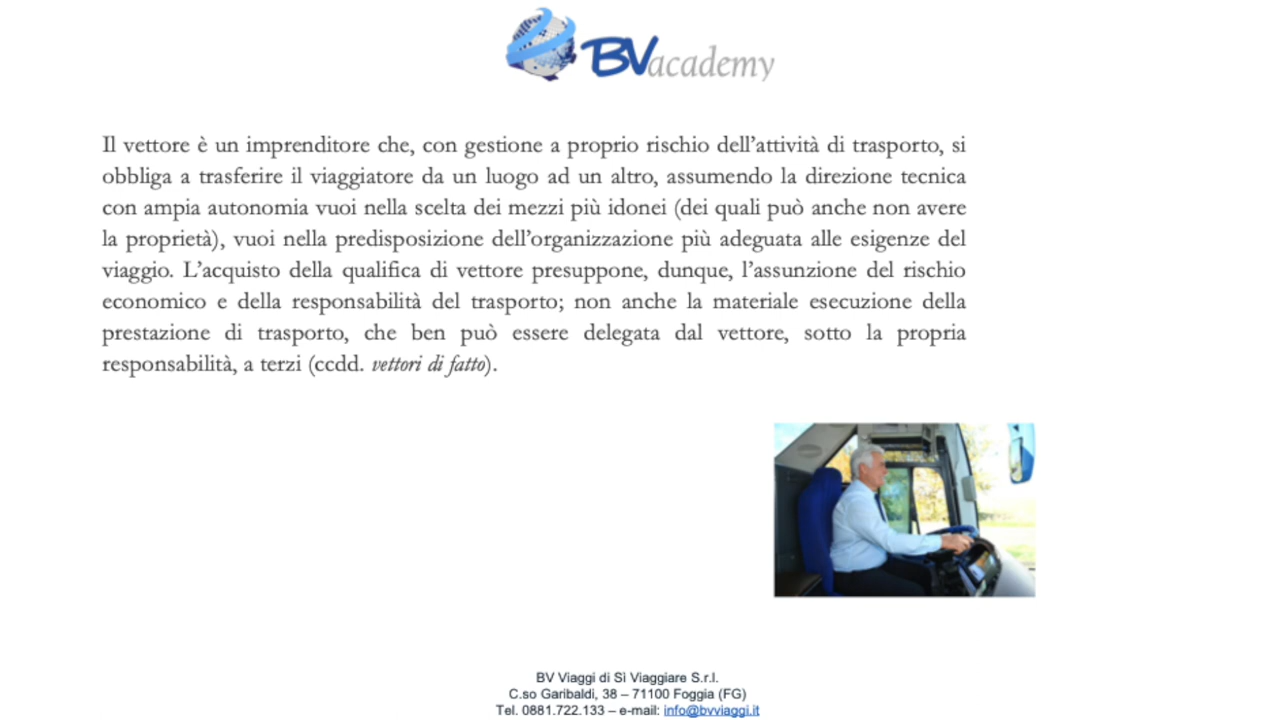 BVacademy
Il vettore è un imprenditore che, con gestione a proprio rischio dell’attività di trasporto, si
obbliga a trasferire il viaggiatore da un luogo ad un altro, assumendo la direzione tecnica
con ampia autonomia vuoi nella scelta dei mezzi più idonei (dei quali può anche non avere
la proprietà), vuoi nella predisposizione dell’organizzazione più adeguata alle esigenze del
viaggio. L’acquisto della qualifica di vettore presuppone, dunque, l’assunzione del rischio
economico e della responsabilità del trasporto; non anche la materiale esecuzione della
prestazione di trasporto, che ben può essere delegata dal vettore, sotto la propria
responsabilità, a terzi (ccdd. vettori di fatto).
BV Viaggi di Sì Viaggiare S.r.l.
C.so Garibaldi, 38 – 71100 Foggia (FG)
Tel. 0881.722.133 – e-mail: info@bvviaggi.it